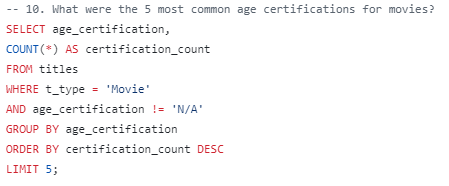 -- 10. What were the 5 most common age certifications for movies?
SELECT age_certification,
COUNT(*) AS certification_count
FROM titles
WHERE t_type = 'Movie'
AND age_certification != 'N/A'
GROUP BY age_certification
ORDER BY certification_count DESC
LIMIT 5;